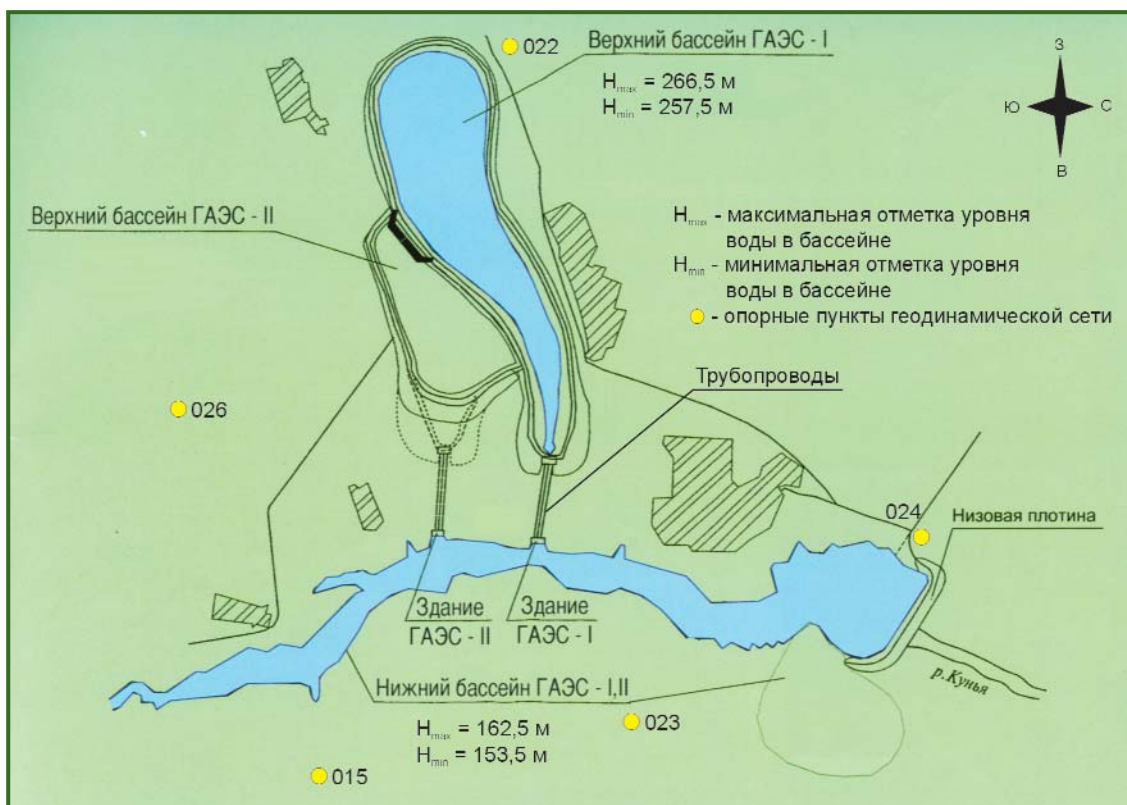 022
Верхний бассейн ГАЭС - I
Hmax = 266,5 м
Hmin = 257,5 м
З
Ю
С
В
Верхний бассейн ГАЭС - II
Hmax - максимальная отметка уровня
воды в бассейне
Hmin - минимальная отметка уровня
воды в бассейне
- опорные пункты геодинамической сети
Трубопроводы
026
024
Низовая плотина
Здание
ГАЭС - II
Здание
ГАЭС - I
р.Кунья
Нижний бассейн ГАЭС - I,II
Hmax = 162,5 м
Hmin = 153,5 м
023
015